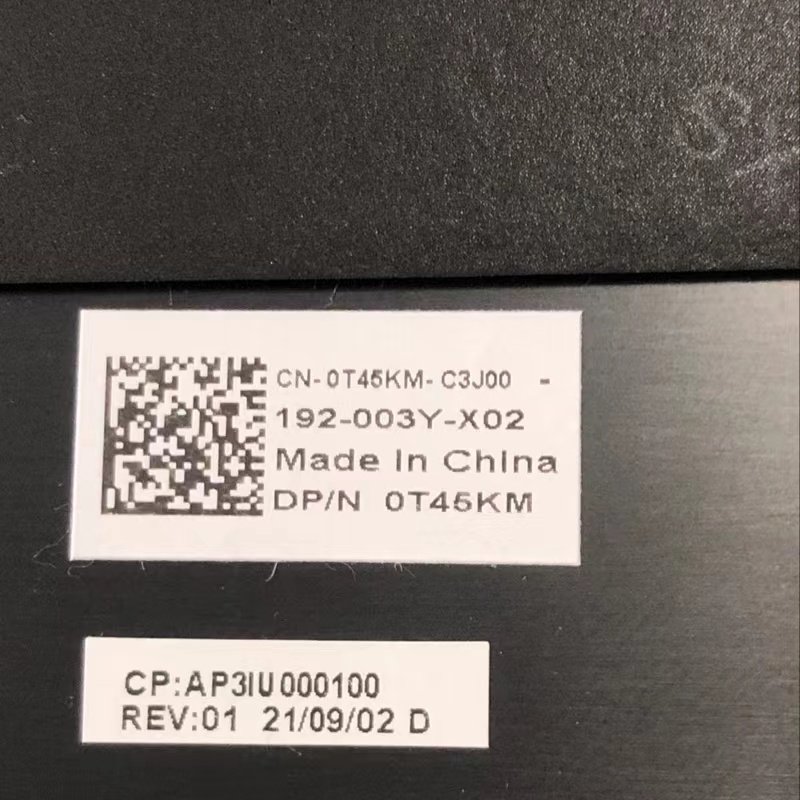 CN-0T45KM-C3J00 -
192-003Y-X02
Made In China
DP/N 0T45KM
CP:AP3IU000100
REV:01 21/09/02 D